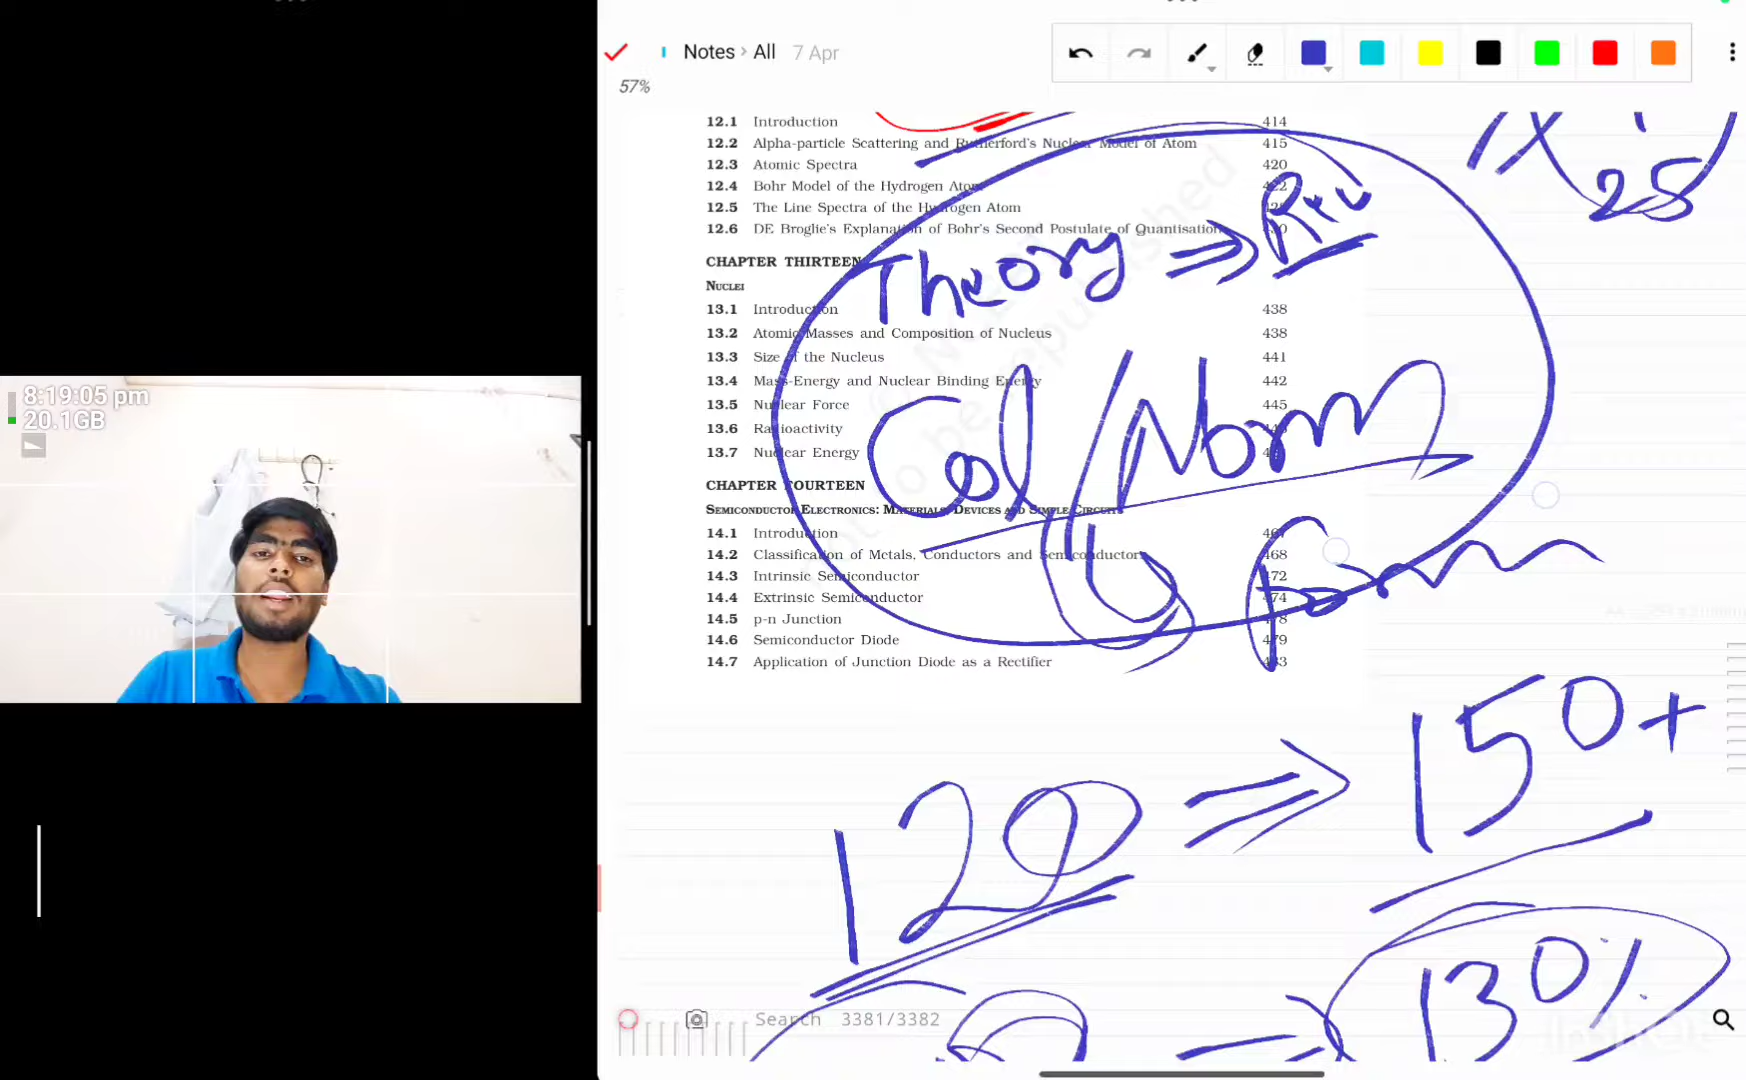 8:19:05 pm
20.1GB
Notes › All 7 Apr
57%
12.1 Introduction 414
12.2 Alpha-particle Scattering and Rutherford's Nuclear Model of Atom 415
12.3 Atomic Spectra 420
12.4 Bohr Model of the Hydrogen Atom 422
12.5 The Line Spectra of the Hydrogen Atom
12.6 DE Broglie's Explanation of Bohr's Second Postulate of Quantisation 430
25
CHAPTER THIRTEEN
NUCLEI
Theory ⇒
13.1 Introduction 438
13.2 Atomic Masses and Composition of Nucleus 438
13.3 Size of the Nucleus 441
13.4 Mass-Energy and Nuclear Binding Energy 442
13.5 Nuclear Force 445
13.6 Radioactivity
13.7 Nuclear Energy
Norm
CHAPTER FOURTEEN
SEMICONDUCTOR ELECTRONICS: MATERIALS, DEVICES AND SIMPLE CIRCUITS
14.1 Introduction 467
14.2 Classification of Metals, Conductors and Semiconductors 468
14.3 Intrinsic Semiconductor 472
14.4 Extrinsic Semiconductor 474
14.5 p-n Junction 478
14.6 Semiconductor Diode 479
14.7 Application of Junction Diode as a Rectifier 483
120 ⇒ 150+
130%
Search 3381/3382